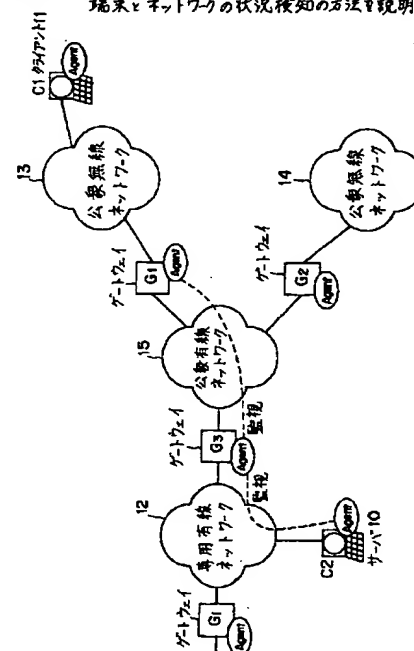 端末とネットワークの状況検知の方法を説明
C1 クライアント11
Agent
13
公衆無線
ネットワーク
14
公衆無線
ネットワーク
ゲートウェイ
G1
Agent
ゲートウェイ
G2
Agent
15
公衆有線
ネットワーク
ゲートウェイ
G3
Agent
監視
監視
12
専用有線
ネットワーク
Agent
C2
サーバ10
ゲートウェイ
G1
Agent